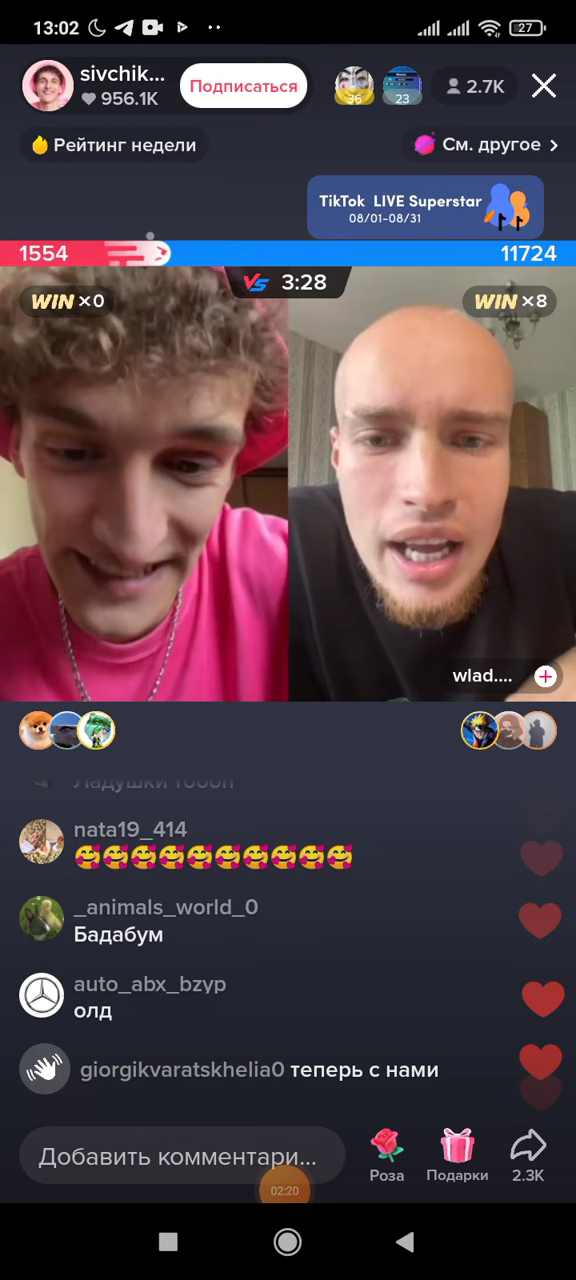 13:02
27
sivchik...
956.1K
Подписаться
36
23
2.7K
Рейтинг недели
См. другое
TikTok LIVE Superstar
08/01-08/31
1554
11724
VS 3:28
WIN ×0
WIN ×8
wlad....
nata19_414
_animals_world_0
Бадабум
auto_abx_bzyp
олд
giorgikvaratskhelia0 теперь с нами
Добавить комментари...
Роза
Подарки
2.3K
02:20